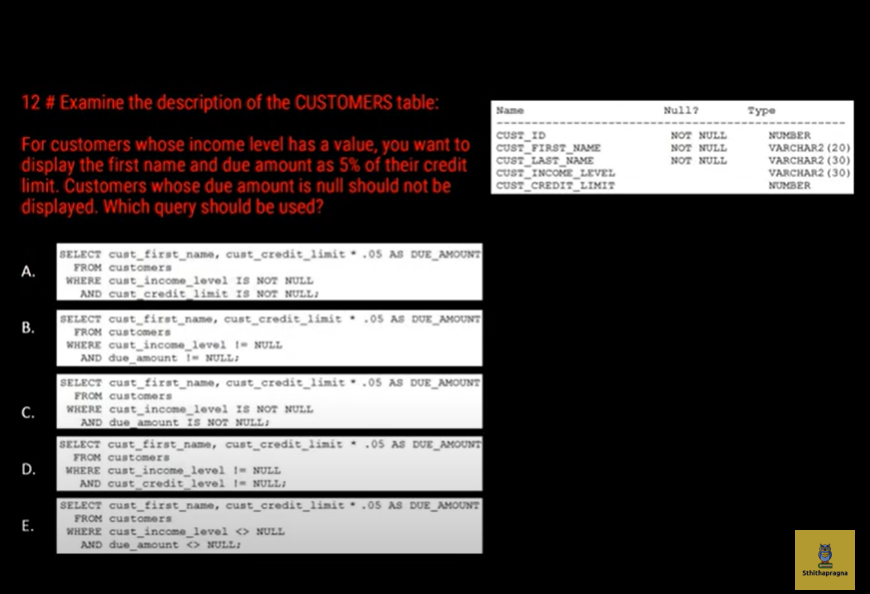 12 # Examine the description of the CUSTOMERS table:
For customers whose income level has a value, you want to
display the first name and due amount as 5% of their credit
limit. Customers whose due amount is null should not be
displayed. Which query should be used?
Name Null? Type
CUST_ID NOT NULL NUMBER
CUST_FIRST_NAME NOT NULL VARCHAR2(20)
CUST_LAST_NAME NOT NULL VARCHAR2(30)
CUST_INCOME_LEVEL VARCHAR2(30)
CUST_CREDIT_LIMIT NUMBER
A.
SELECT cust_first_name, cust_credit_limit * .05 AS DUE_AMOUNT
FROM customers
WHERE cust_income_level IS NOT NULL
AND cust_credit_limit IS NOT NULL;
B.
SELECT cust_first_name, cust_credit_limit * .05 AS DUE_AMOUNT
FROM customers
WHERE cust_income_level != NULL
AND due_amount != NULL;
C.
SELECT cust_first_name, cust_credit_limit * .05 AS DUE_AMOUNT
FROM customers
WHERE cust_income_level IS NOT NULL
AND due_amount IS NOT NULL;
D.
SELECT cust_first_name, cust_credit_limit * .05 AS DUE_AMOUNT
FROM customers
WHERE cust_income_level != NULL
AND cust_credit_level != NULL;
E.
SELECT cust_first_name, cust_credit_limit * .05 AS DUE_AMOUNT
FROM customers
WHERE cust_income_level <> NULL
AND due_amount <> NULL;
Sthithapragna